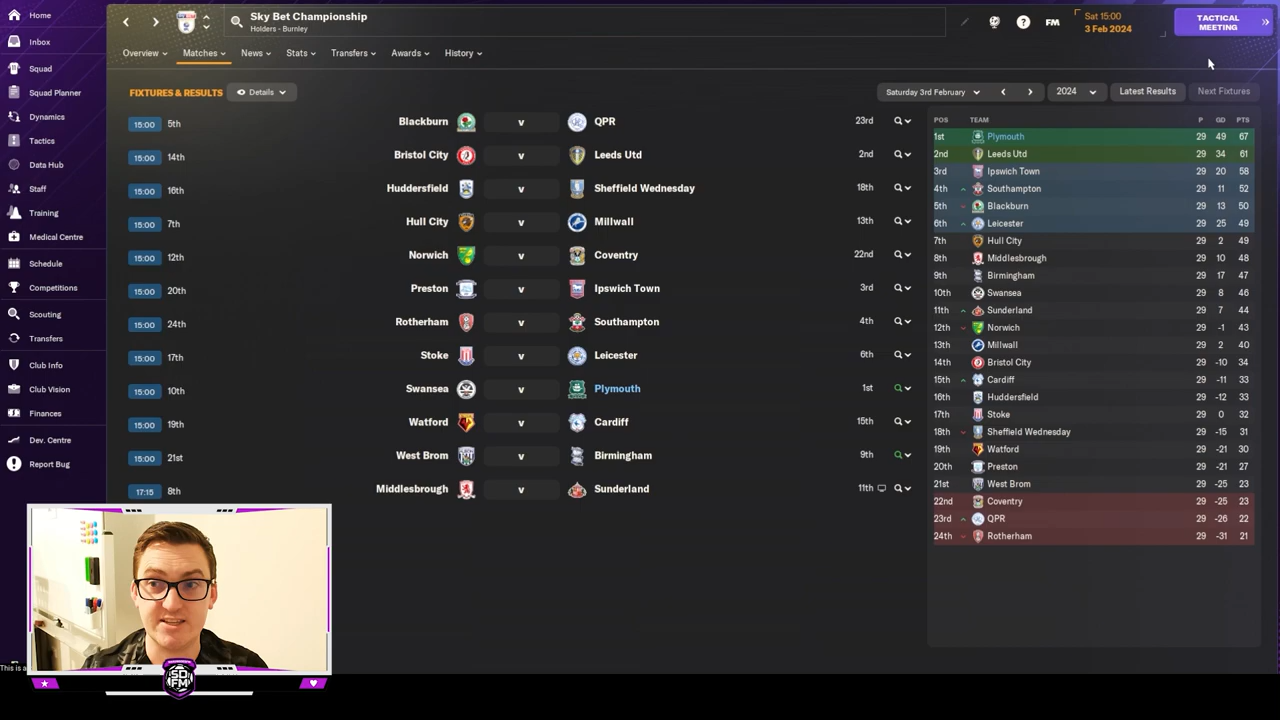 Home
Inbox
Squad
Squad Planner
Dynamics
Tactics
Data Hub
Staff
Training
Medical Centre
Schedule
Competitions
Scouting
Transfers
Club Info
Club Vision
Finances
Dev. Centre
Report Bug
This is a
Sky Bet Championship
Holders - Burnley
FM
Sat 15:00
3 Feb 2024
TACTICAL MEETING
Overview Matches News Stats Transfers Awards History
FIXTURES & RESULTS Details Saturday 3rd February 2024 Latest Results Next Fixtures
15:00 5th Blackburn v QPR 23rd
15:00 14th Bristol City v Leeds Utd 2nd
15:00 16th Huddersfield v Sheffield Wednesday 18th
15:00 7th Hull City v Millwall 13th
15:00 12th Norwich v Coventry 22nd
15:00 20th Preston v Ipswich Town 3rd
15:00 24th Rotherham v Southampton 4th
15:00 17th Stoke v Leicester 6th
15:00 10th Swansea v Plymouth 1st
15:00 19th Watford v Cardiff 15th
15:00 21st West Brom v Birmingham 9th
17:15 8th Middlesbrough v Sunderland 11th
POS TEAM P GD PTS
1st Plymouth 29 49 67
2nd Leeds Utd 29 34 61
3rd Ipswich Town 29 20 58
4th Southampton 29 11 52
5th Blackburn 29 13 50
6th Leicester 29 25 49
7th Hull City 29 2 49
8th Middlesbrough 29 10 48
9th Birmingham 29 17 47
10th Swansea 29 8 46
11th Sunderland 29 7 44
12th Norwich 29 -1 43
13th Millwall 29 2 40
14th Bristol City 29 -10 34
15th Cardiff 29 -11 33
16th Huddersfield 29 -12 33
17th Stoke 29 0 32
18th Sheffield Wednesday 29 -15 31
19th Watford 29 -21 30
20th Preston 29 -21 27
21st West Brom 29 -25 23
22nd Coventry 29 -25 23
23rd QPR 29 -26 22
24th Rotherham 29 -31 21
SD
FM